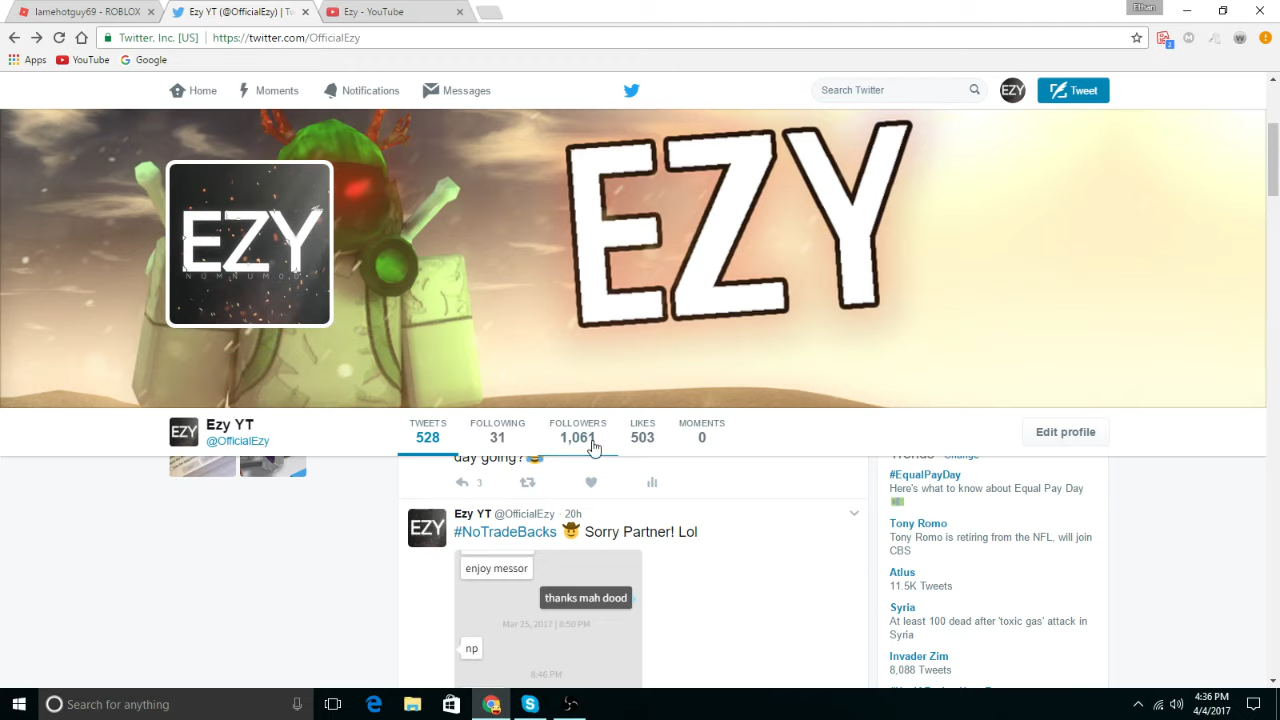 lamehotguy69 - ROBLOX
Ezy YT (@OfficialEzy) | Tw
Ezy - YouTube
Ethan
Twitter, Inc. [US]
https://twitter.com/OfficialEzy
Apps
YouTube
Google
Home
Moments
Notifications
Messages
Search Twitter
EZY
Tweet
EZY
EZY
NUMNUMOO
EZY
Ezy YT
@OfficialEzy
TWEETS
528
FOLLOWING
31
FOLLOWERS
1,061
LIKES
503
MOMENTS
0
Edit profile
day going?
3
EZY
Ezy YT @OfficialEzy · 20h
#NoTradeBacks 🤠 Sorry Partner! Lol
enjoy messor
thanks mah dood
Mar 25, 2017 | 8:50 PM
np
8:46 PM
#EqualPayDay
Here's what to know about Equal Pay Day
Tony Romo
Tony Romo is retiring from the NFL, will join
CBS
Atlus
11.5K Tweets
Syria
At least 100 dead after 'toxic gas' attack in
Syria
Invader Zim
8,088 Tweets
Search for anything
4:36 PM
4/4/2017